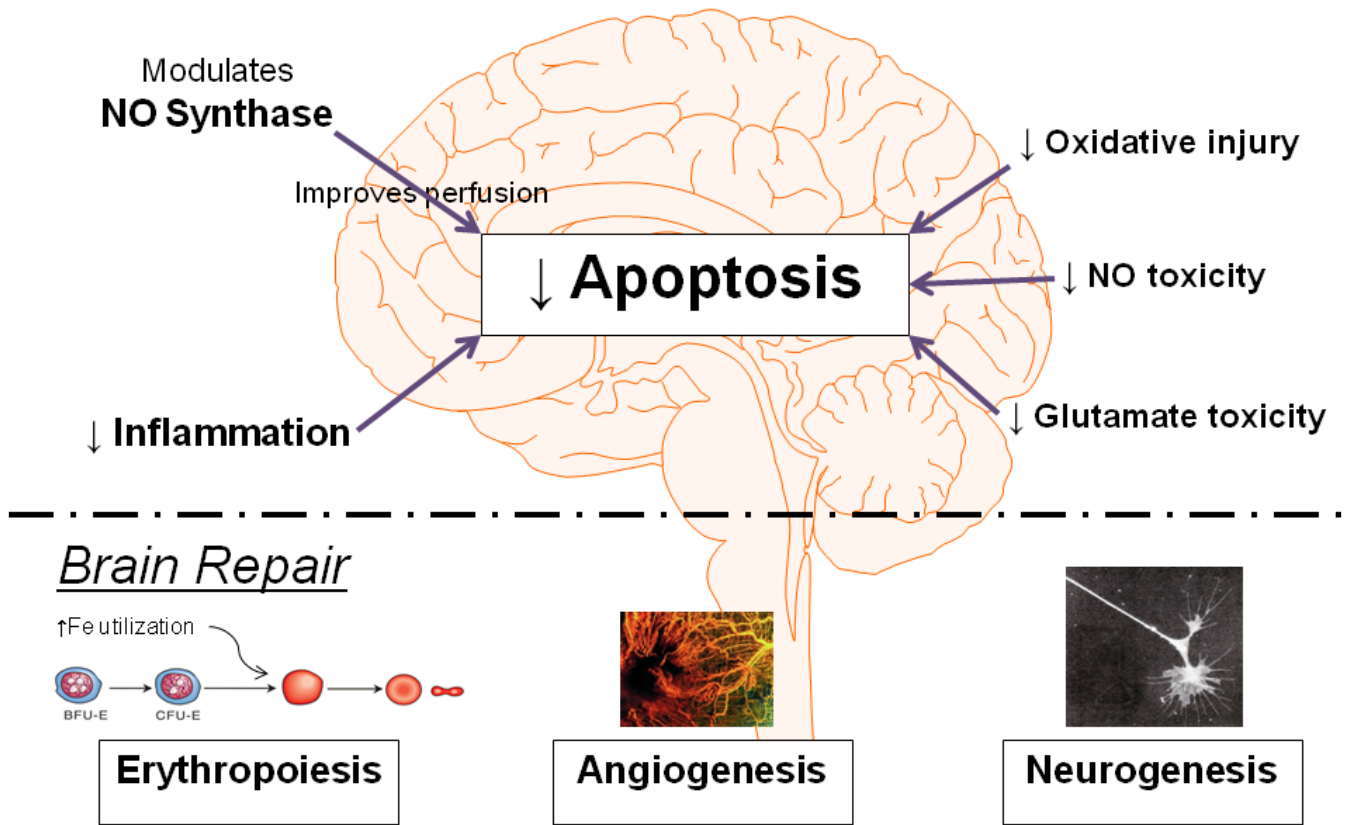 Modulates
NO Synthase
Improves perfusion
↓ Oxidative injury
↓ Apoptosis
↓ NO toxicity
↓ Inflammation
↓ Glutamate toxicity
Brain Repair
↑Fe utilization
BFU-E
CFU-E
Erythropoiesis
Angiogenesis
Neurogenesis